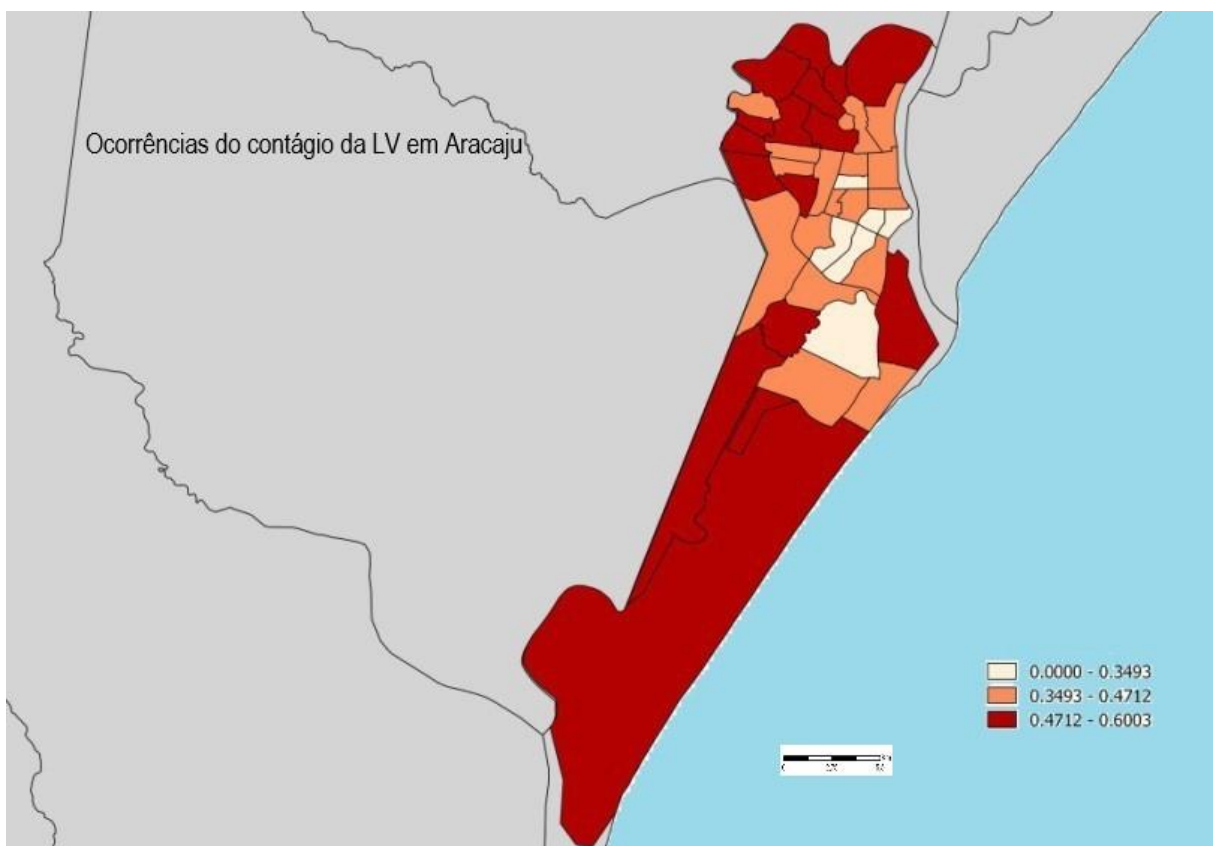 Ocorrências do contágio da LV em Aracaju
0.0000 - 0.3493
0.3493 - 0.4712
0.4712 - 0.6003